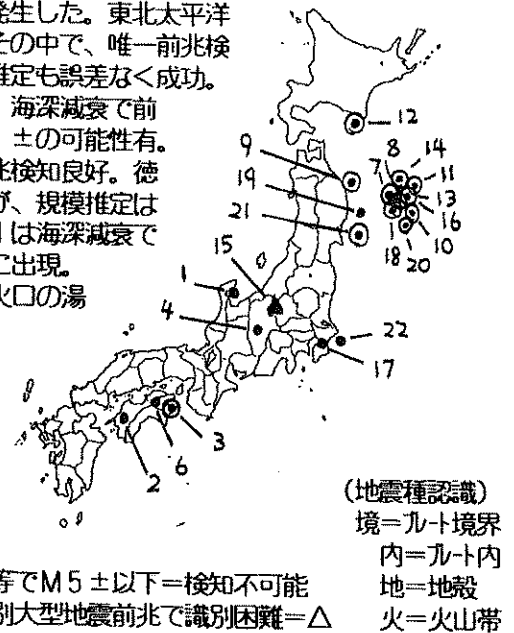 発生した。東北太平洋
その中で、唯一前兆検
推定も誤差なく成功。
海深減衰で前
±の可能性有。
兆検知良好。徳
が、規模推定は
は海深減衰で
に出現。
火口の湯
12
14
8
7
11
13
16
10
1
18
20
9
19
21
15
1
4
22
17
3
6
2
(地震種認識)
境=プレート境界
内=プレート内
地=地殻
火=火山帯
等でM5±以下=検知不可能
別大型地震前兆で識別困難=△